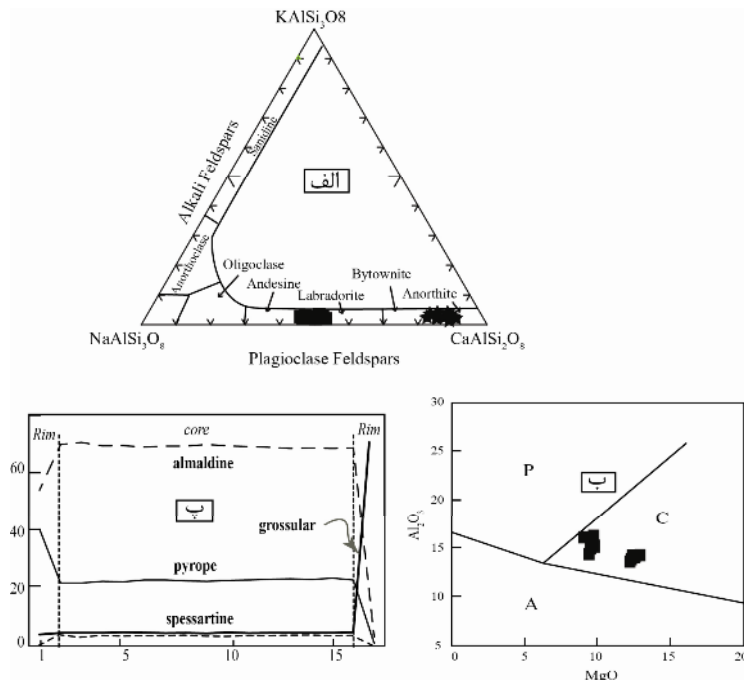 KAlSi3O8
Alkali Feldspars
Sanidine
الف
Anorthoclase
Oligoclase
Andesine
Labradorite
Bytownite
Anorthite
NaAlSi3O8
CaAlSi2O8
Plagioclase Feldspars
Rim
core
Rim
almaldine
پ
grossular
pyrope
spessartine
60
40
20
0
1
5
10
15
30
25
20
15
10
5
Al2O3
P
ب
C
A
0
5
10
15
20
MgO